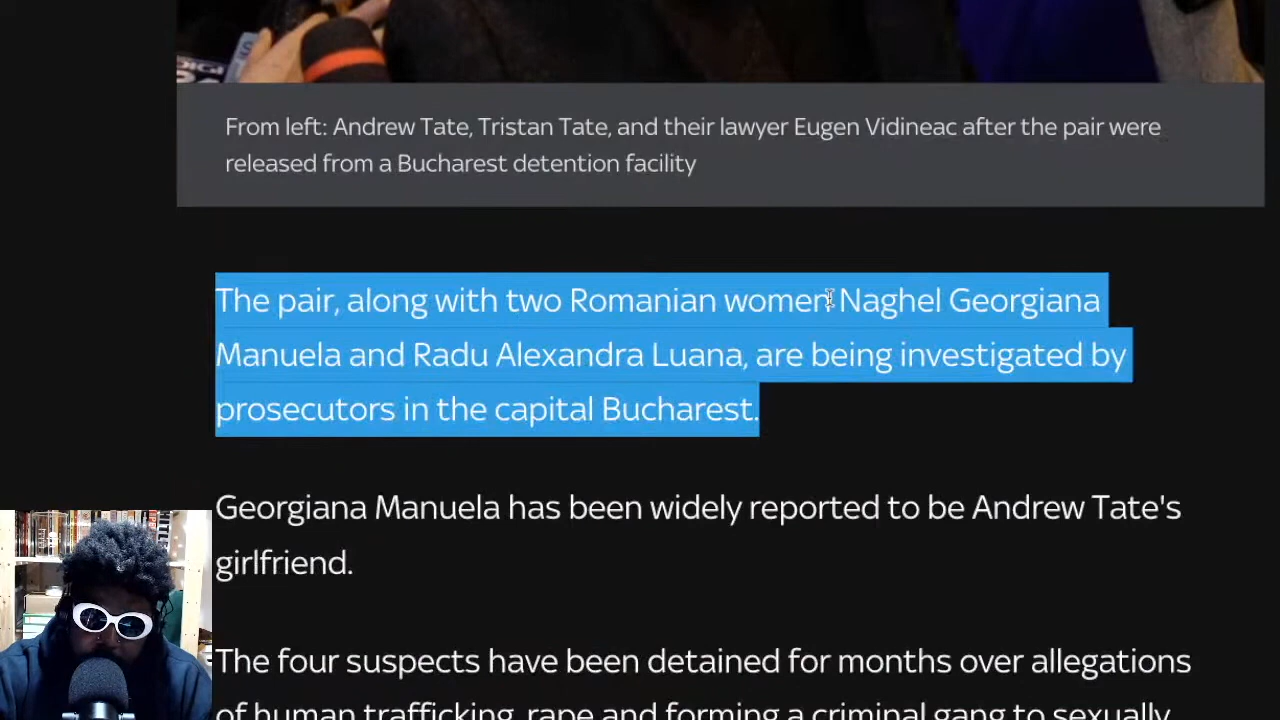 DIGI
From left: Andrew Tate, Tristan Tate, and their lawyer Eugen Vidineac after the pair were
released from a Bucharest detention facility
The pair, along with two Romanian women Naghel Georgiana
Manuela and Radu Alexandra Luana, are being investigated by
prosecutors in the capital Bucharest.
Georgiana Manuela has been widely reported to be Andrew Tate's
girlfriend.
The four suspects have been detained for months over allegations
of human trafficking, rape and forming a criminal gang to sexually